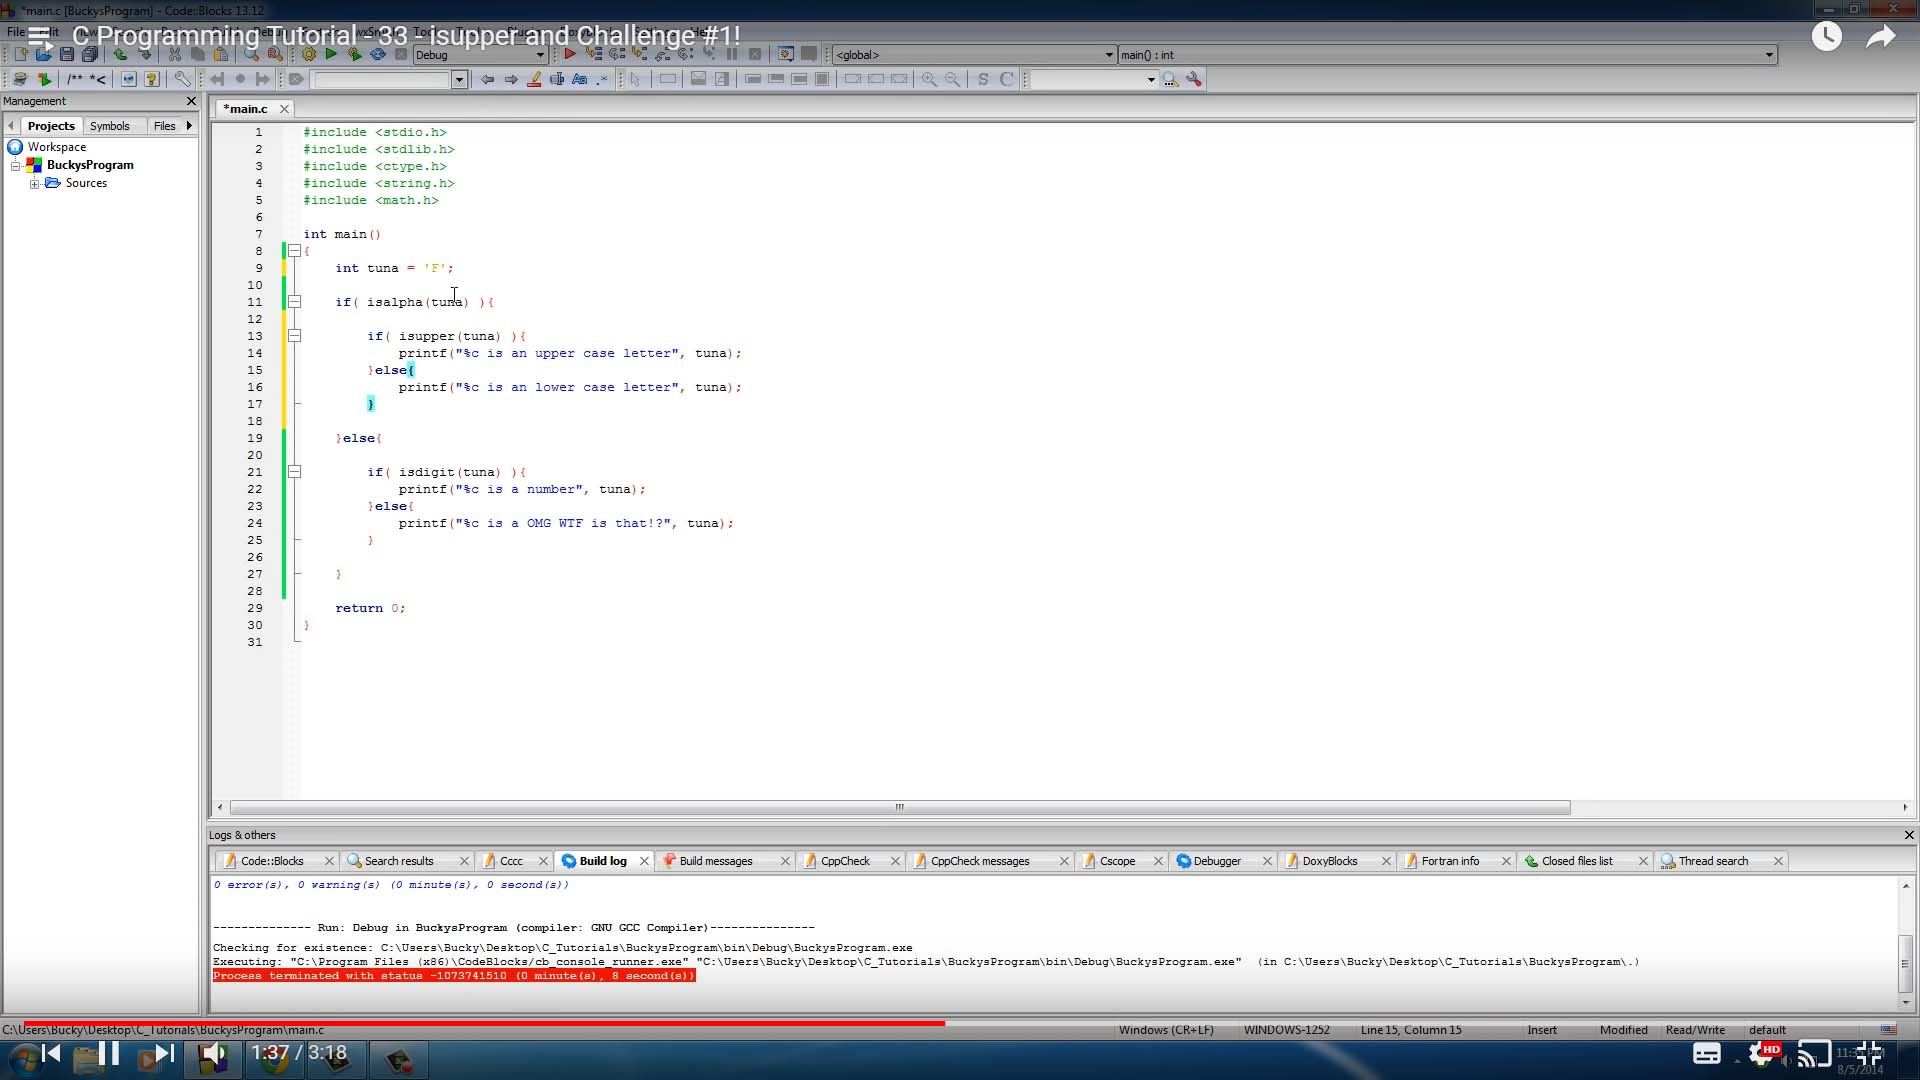 *main.c [BuckysProgram] - Code::Blocks 13.12
C Programming Tutorial - 33 - isupper and Challenge #1!
File
Debug
<global>
main() : int
/** *<
Management
*main.c
Projects Symbols Files
Workspace
BuckysProgram
Sources
1 #include <stdio.h>
2 #include <stdlib.h>
3 #include <ctype.h>
4 #include <string.h>
5 #include <math.h>
6
7 int main()
8 {
9 int tuna = 'F';
10
11 if( isalpha(tuna) ){
12
13 if( isupper(tuna) ){
14 printf("%c is an upper case letter", tuna);
15 }else{
16 printf("%c is an lower case letter", tuna);
17 }
18
19 }else{
20
21 if( isdigit(tuna) ){
22 printf("%c is a number", tuna);
23 }else{
24 printf("%c is a OMG WTF is that!?", tuna);
25 }
26
27 }
28
29 return 0;
30 }
31
Logs & others
Code::Blocks Search results Cccc Build log Build messages CppCheck CppCheck messages Cscope Debugger DoxyBlocks Fortran info Closed files list Thread search
0 error(s), 0 warning(s) (0 minute(s), 0 second(s))
-------------- Run: Debug in BuckysProgram (compiler: GNU GCC Compiler)---------------
Checking for existence: C:\Users\Bucky\Desktop\C_Tutorials\BuckysProgram\bin\Debug\BuckysProgram.exe
Executing: "C:\Program Files (x86)\CodeBlocks/cb_console_runner.exe" "C:\Users\Bucky\Desktop\C_Tutorials\BuckysProgram\bin\Debug\BuckysProgram.exe" (in C:\Users\Bucky\Desktop\C_Tutorials\BuckysProgram\.)
Process terminated with status -1073741510 (0 minute(s), 8 second(s))
C:\Users\Bucky\Desktop\C_Tutorials\BuckysProgram\main.c Windows (CR+LF) WINDOWS-1252 Line 15, Column 15 Insert Modified Read/Write default
1:37 / 3:18
HD
8/5/2014